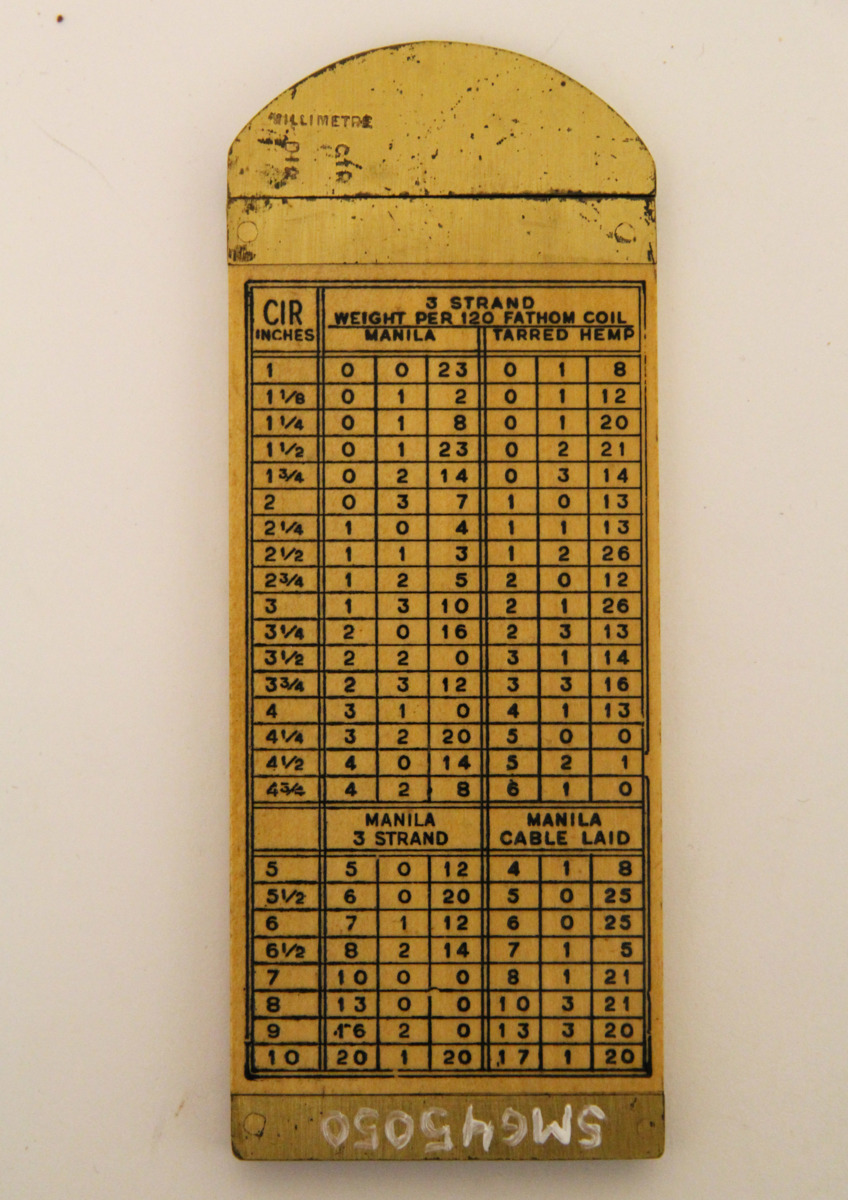 MILLIMETRE
DIA CIR
CIR INCHES 3 STRAND
WEIGHT PER 120 FATHOM COIL
MANILA TARRED HEMP
1 0 0 23 0 1 8
1 1/8 0 1 2 0 1 12
1 1/4 0 1 8 0 1 20
1 1/2 0 1 23 0 2 21
1 3/4 0 2 14 0 3 14
2 0 3 7 1 0 13
2 1/4 1 0 4 1 1 13
2 1/2 1 1 3 1 2 26
2 3/4 1 2 5 2 0 12
3 1 3 10 2 1 26
3 1/4 2 0 16 2 3 13
3 1/2 2 2 0 3 1 14
3 3/4 2 3 12 3 3 16
4 3 1 0 4 1 13
4 1/4 3 2 20 5 0 0
4 1/2 4 0 14 5 2 1
4 3/4 4 2 8 6 1 0
MANILA MANILA
3 STRAND CABLE LAID
5 5 0 12 4 1 8
5 1/2 6 0 20 5 0 25
6 7 1 12 6 0 25
6 1/2 8 2 14 7 1 5
7 10 0 0 8 1 21
8 13 0 0 10 3 21
9 16 2 0 13 3 20
10 20 1 20 17 1 20
SMG45050